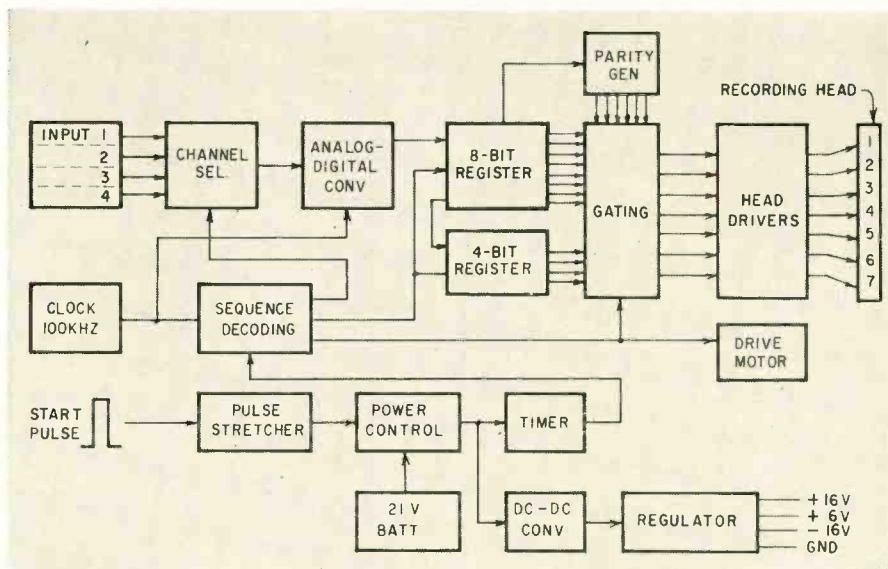 PARITY
GEN
RECORDING HEAD
INPUT 1
2
3
4
CHANNEL
SEL.
ANALOG-
DIGITAL
CONV
8-BIT
REGISTER
4-BIT
REGISTER
GATING
HEAD
DRIVERS
1
2
3
4
5
6
7
CLOCK
100KHZ
SEQUENCE
DECODING
DRIVE
MOTOR
START
PULSE
PULSE
STRETCHER
POWER
CONTROL
TIMER
21 V
BATT
DC-DC
CONV
REGULATOR
+ 16V
+ 6V
- 16V
GND